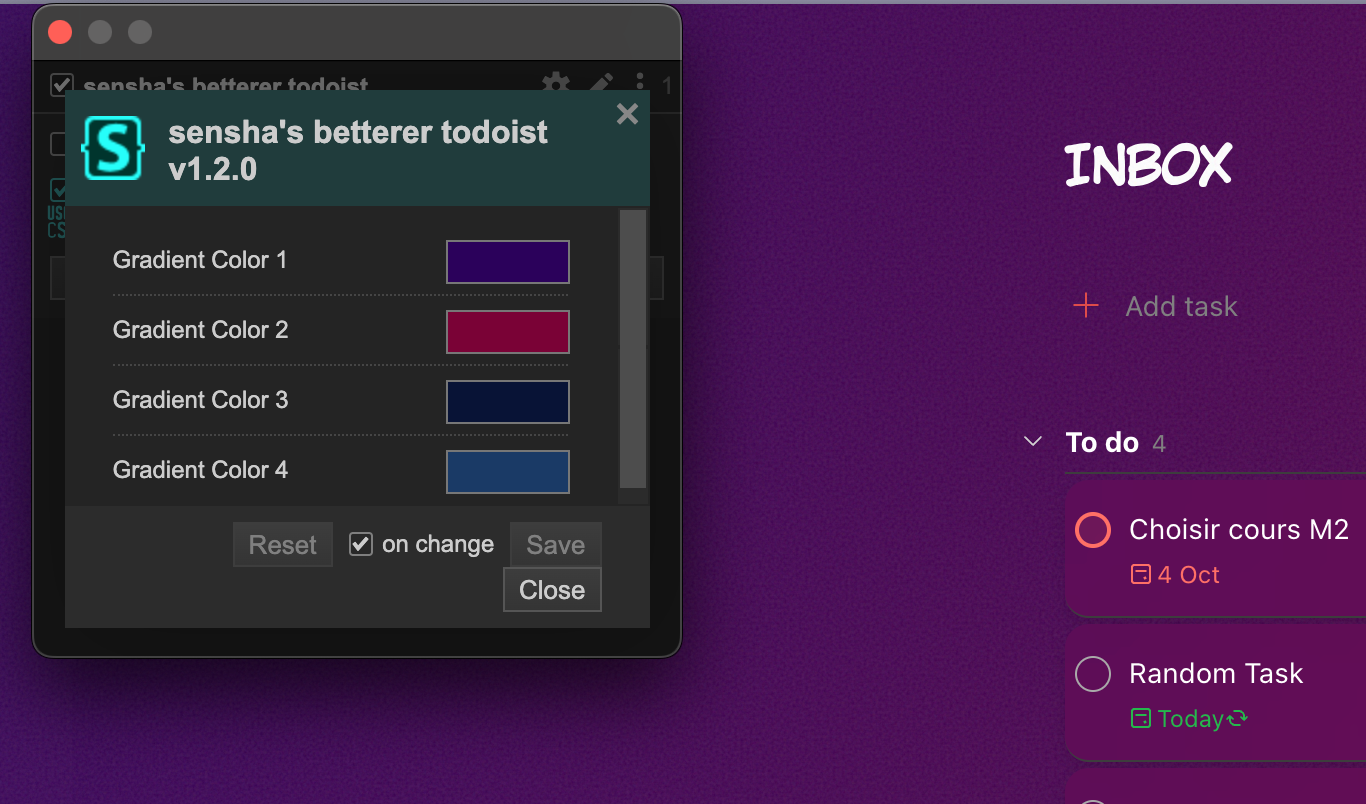 sensha's betterer todoist 1
S sensha's betterer todoist
v1.2.0
Gradient Color 1
Gradient Color 2
Gradient Color 3
Gradient Color 4
Reset on change Save
Close
INBOX
Add task
To do 4
Choisir cours M2
4 Oct
Random Task
Today